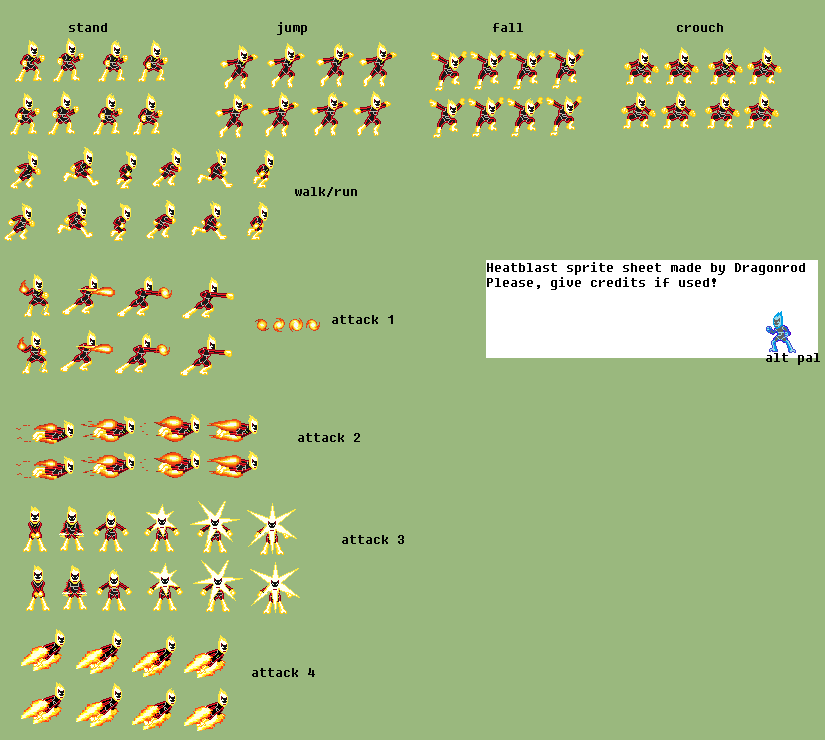 stand
jump
fall
crouch
walk/run
Heatblast sprite sheet made by Dragonrod
Please, give credits if used!
attack 1
alt pal
attack 2
attack 3
attack 4